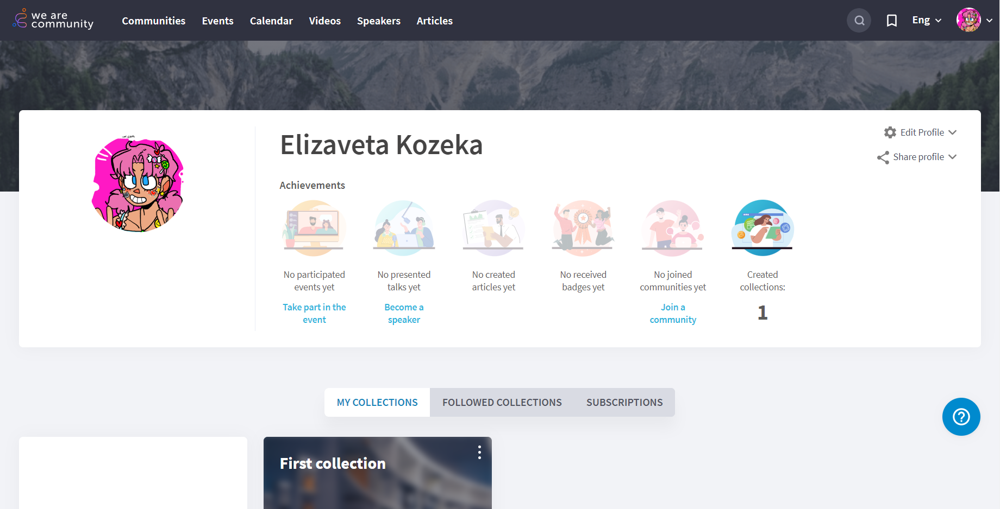 we are
community
Communities
Events
Calendar
Videos
Speakers
Articles
Eng
Elizaveta Kozeka
Edit Profile
Share profile
Achievements
No participated
events yet
Take part in the
event
No presented
talks yet
Become a
speaker
No created
articles yet
No received
badges yet
No joined
communities yet
Join a
community
Created
collections:
1
MY COLLECTIONS
FOLLOWED COLLECTIONS
SUBSCRIPTIONS
First collection